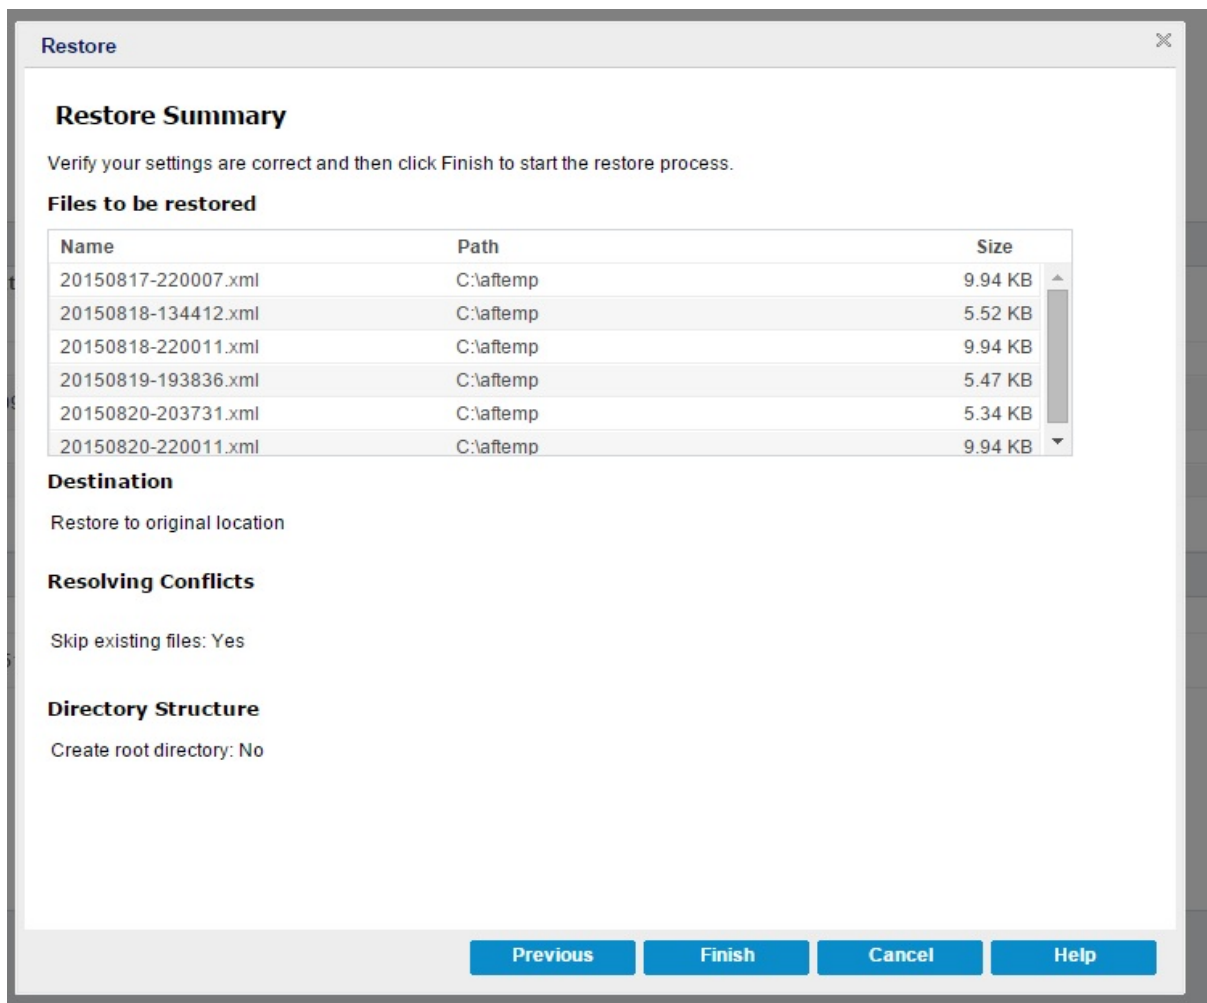 Restore
Restore Summary
Verify your settings are correct and then click Finish to start the restore process.
Files to be restored
Name Path Size
20150817-220007.xml C:\aftemp 9.94 KB
20150818-134412.xml C:\aftemp 5.52 KB
20150818-220011.xml C:\aftemp 9.94 KB
20150819-193836.xml C:\aftemp 5.47 KB
20150820-203731.xml C:\aftemp 5.34 KB
20150820-220011.xml C:\aftemp 9.94 KB
Destination
Restore to original location
Resolving Conflicts
Skip existing files: Yes
Directory Structure
Create root directory: No
Previous Finish Cancel Help